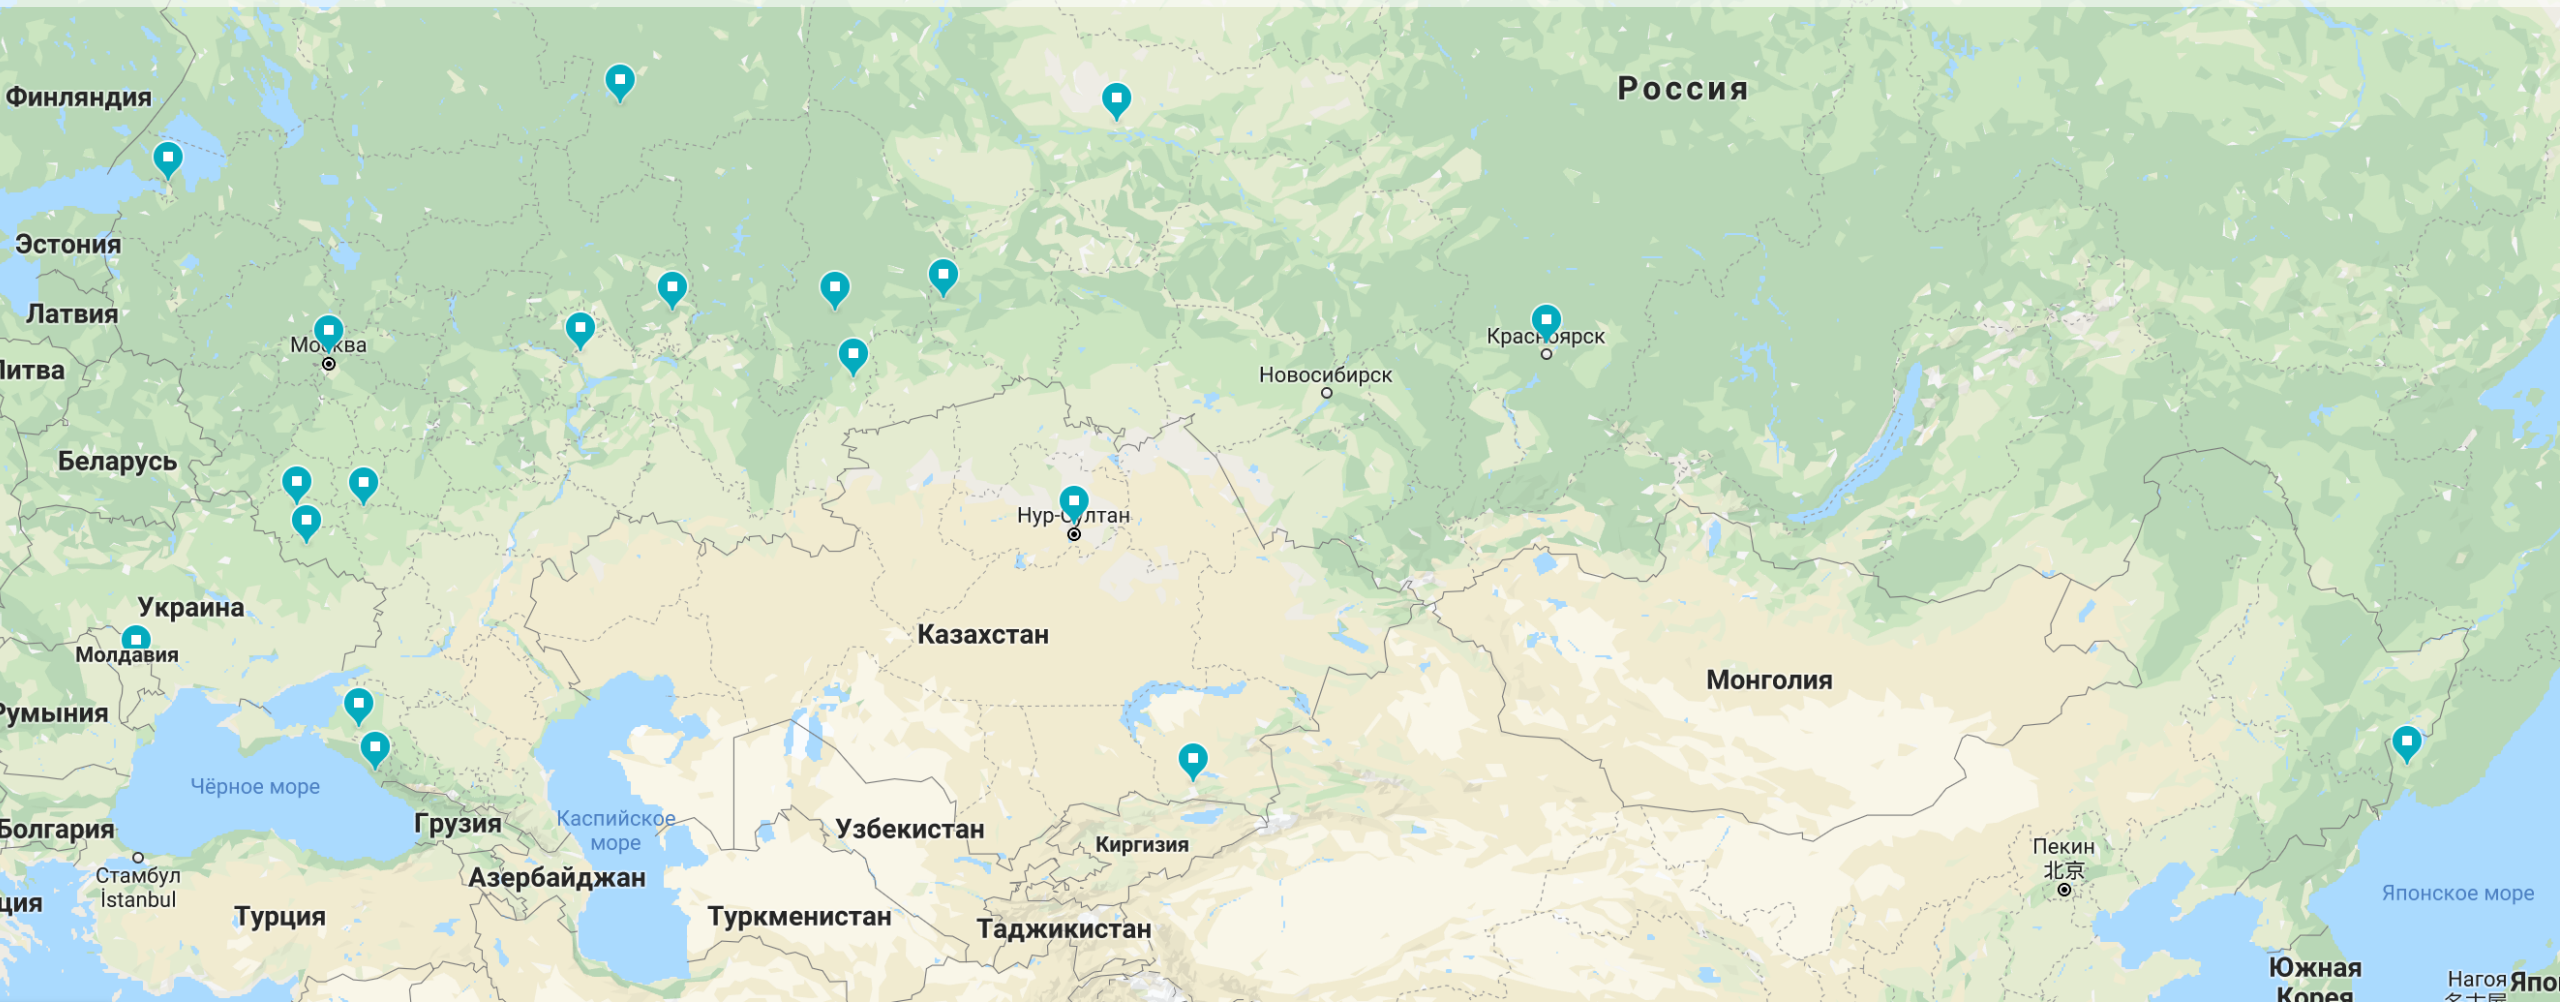 Россия
Финляндия
Эстония
Латвия
Москва
Красноярск
Литва
Новосибирск
Беларусь
Нур-Султан
Украина
Казахстан
Молдавия
Монголия
Румыния
Чёрное море
Каспийское
море
Грузия
Болгария
Узбекистан
Киргизия
Пекин
北京
Стамбул
İstanbul
Азербайджан
Японское море
ция
Турция
Туркменистан
Таджикистан
Южная
Корея
Нагоя
Япо